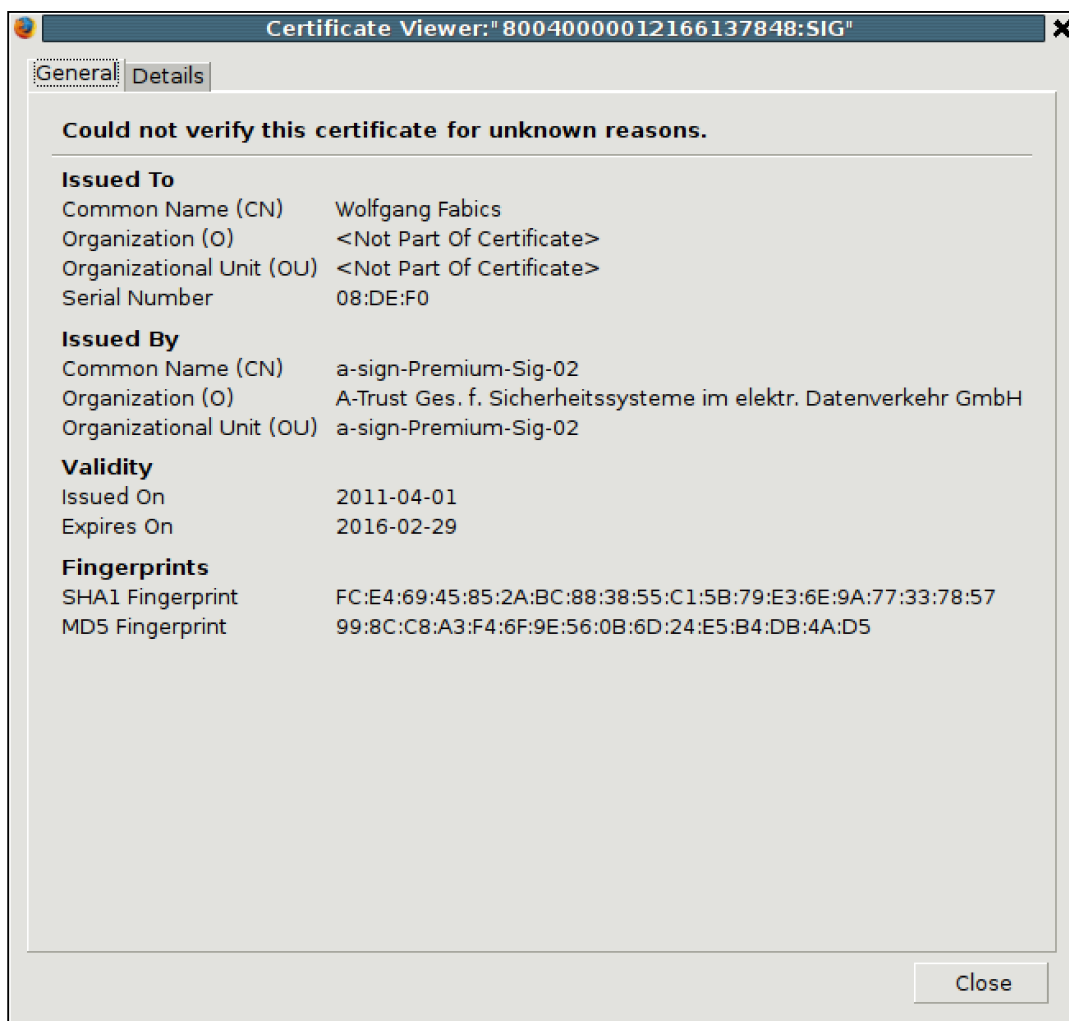 Certificate Viewer:"80040000012166137848:SIG"
General Details
Could not verify this certificate for unknown reasons.
Issued To
Common Name (CN) Wolfgang Fabics
Organization (O) <Not Part Of Certificate>
Organizational Unit (OU) <Not Part Of Certificate>
Serial Number 08:DE:F0
Issued By
Common Name (CN) a-sign-Premium-Sig-02
Organization (O) A-Trust Ges. f. Sicherheitssysteme im elektr. Datenverkehr GmbH
Organizational Unit (OU) a-sign-Premium-Sig-02
Validity
Issued On 2011-04-01
Expires On 2016-02-29
Fingerprints
SHA1 Fingerprint FC:E4:69:45:85:2A:BC:88:38:55:C1:5B:79:E3:6E:9A:77:33:78:57
MD5 Fingerprint 99:8C:C8:A3:F4:6F:9E:56:0B:6D:24:E5:B4:DB:4A:D5
Close